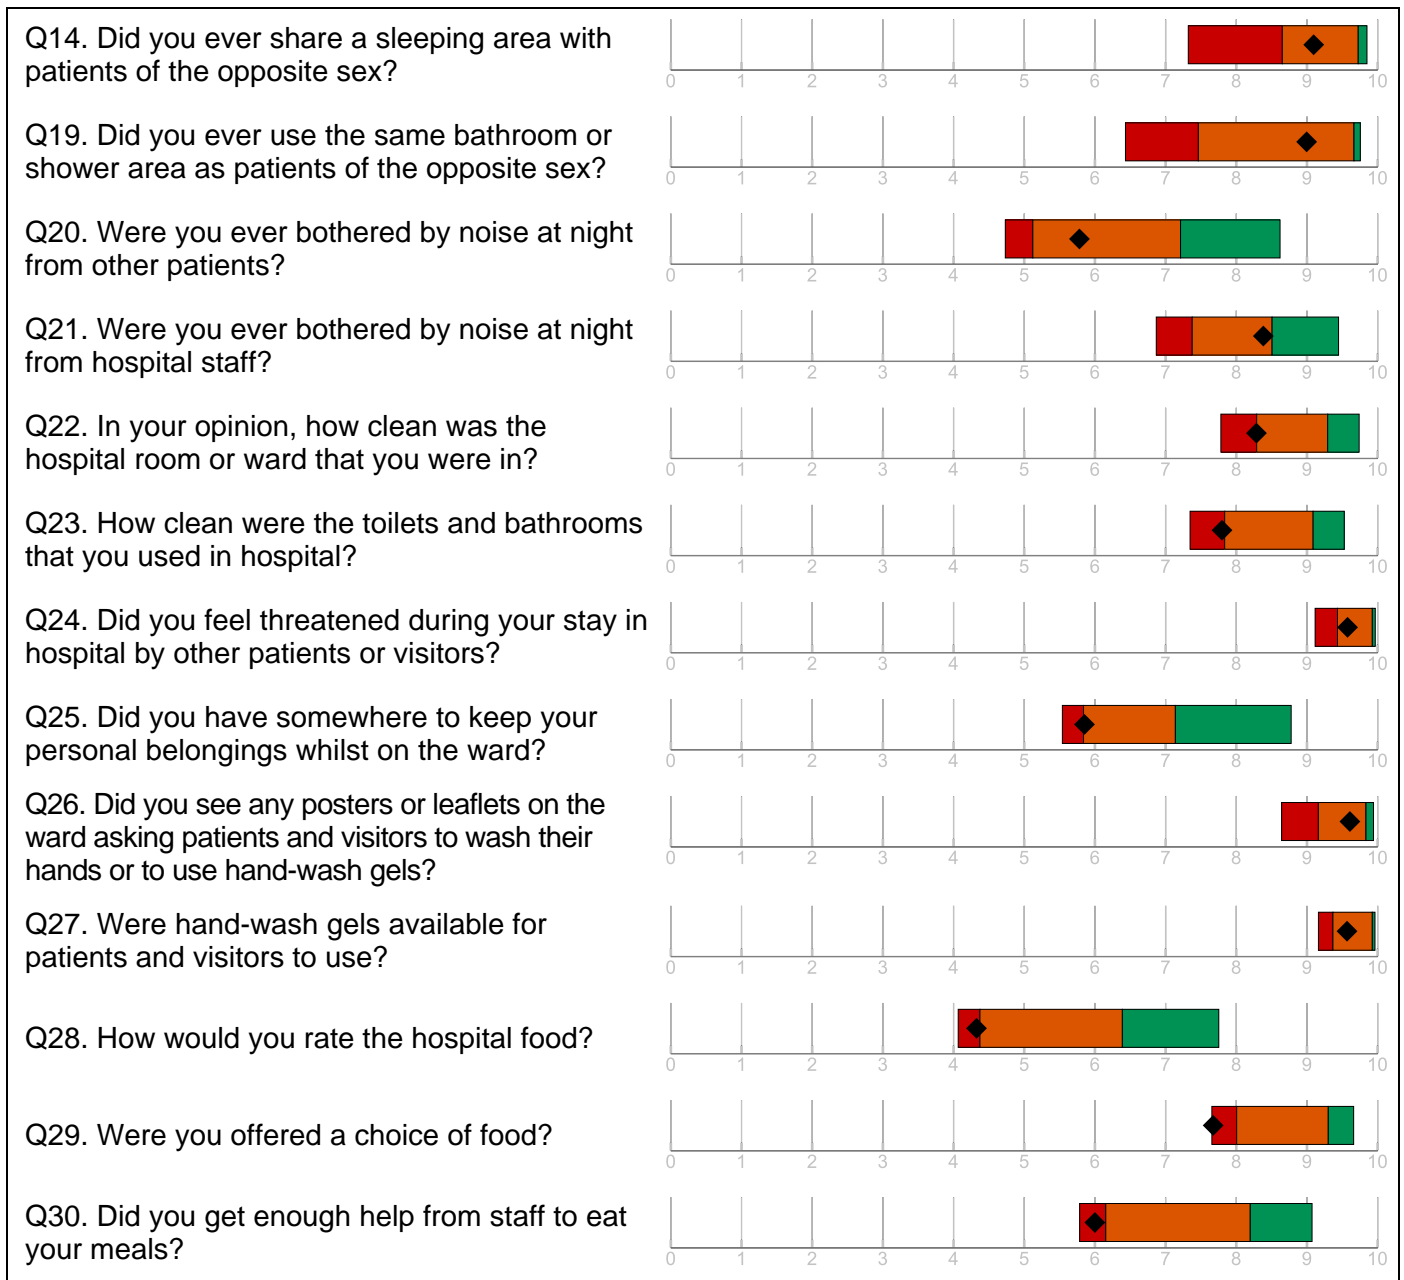 Q14. Did you ever share a sleeping area with
patients of the opposite sex?
0 1 2 3 4 5 6 7 8 9 10
Q19. Did you ever use the same bathroom or
shower area as patients of the opposite sex?
0 1 2 3 4 5 6 7 8 9 10
Q20. Were you ever bothered by noise at night
from other patients?
0 1 2 3 4 5 6 7 8 9 10
Q21. Were you ever bothered by noise at night
from hospital staff?
0 1 2 3 4 5 6 7 8 9 10
Q22. In your opinion, how clean was the
hospital room or ward that you were in?
0 1 2 3 4 5 6 7 8 9 10
Q23. How clean were the toilets and bathrooms
that you used in hospital?
0 1 2 3 4 5 6 7 8 9 10
Q24. Did you feel threatened during your stay in
hospital by other patients or visitors?
0 1 2 3 4 5 6 7 8 9 10
Q25. Did you have somewhere to keep your
personal belongings whilst on the ward?
0 1 2 3 4 5 6 7 8 9 10
Q26. Did you see any posters or leaflets on the
ward asking patients and visitors to wash their
hands or to use hand-wash gels?
0 1 2 3 4 5 6 7 8 9 10
Q27. Were hand-wash gels available for
patients and visitors to use?
0 1 2 3 4 5 6 7 8 9 10
Q28. How would you rate the hospital food?
0 1 2 3 4 5 6 7 8 9 10
Q29. Were you offered a choice of food?
0 1 2 3 4 5 6 7 8 9 10
Q30. Did you get enough help from staff to eat
your meals?
0 1 2 3 4 5 6 7 8 9 10